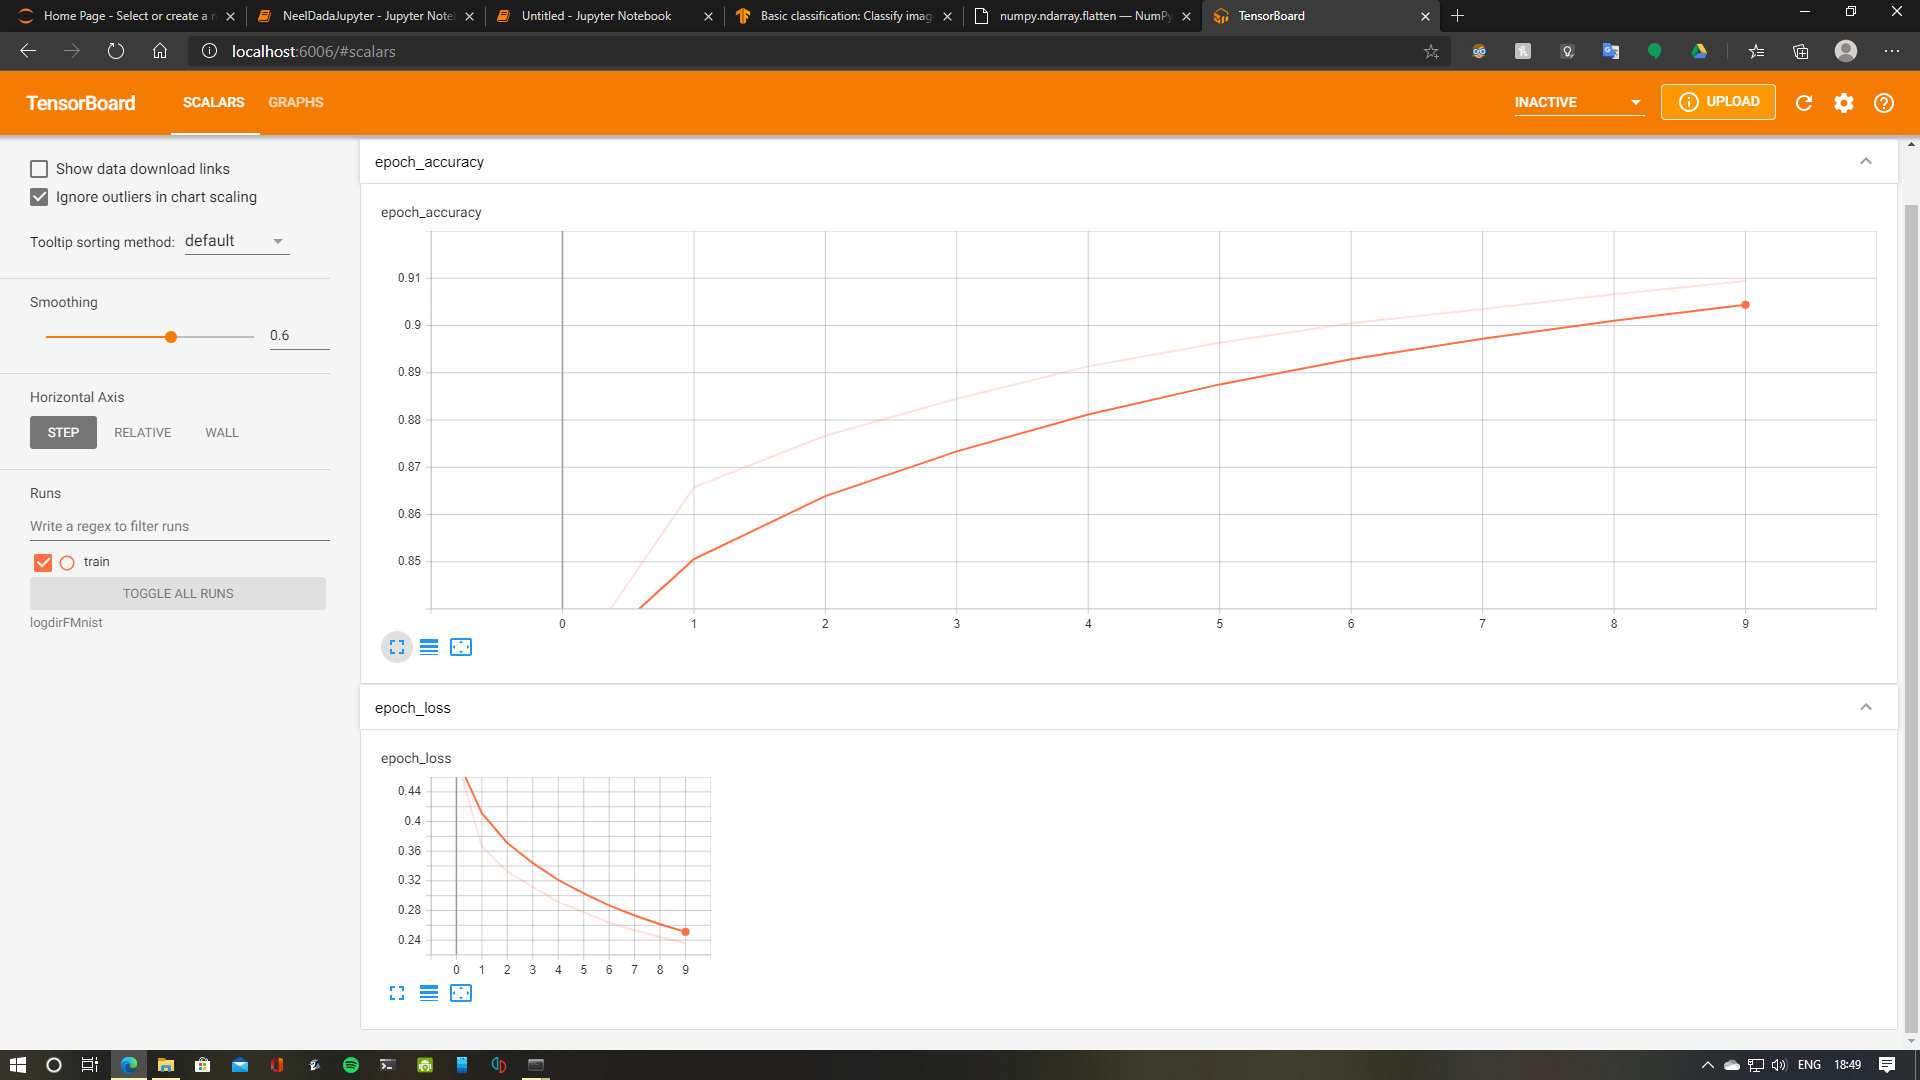 Home Page - Select or create a n
NeelDadaJupyter - Jupyter Note
Untitled - Jupyter Notebook
Basic classification: Classify imag
numpy.ndarray.flatten — NumPy
TensorBoard
localhost:6006/#scalars
TensorBoard
SCALARS
GRAPHS
INACTIVE
UPLOAD
Show data download links
Ignore outliers in chart scaling
Tooltip sorting method: default
Smoothing
0.6
Horizontal Axis
STEP RELATIVE WALL
Runs
Write a regex to filter runs
train
TOGGLE ALL RUNS
logdirFMnist
epoch_accuracy
epoch_accuracy
0.91
0.9
0.89
0.88
0.87
0.86
0.85
0 1 2 3 4 5 6 7 8 9
epoch_loss
epoch_loss
0.44
0.4
0.36
0.32
0.28
0.24
0 1 2 3 4 5 6 7 8 9
ENG 18:49